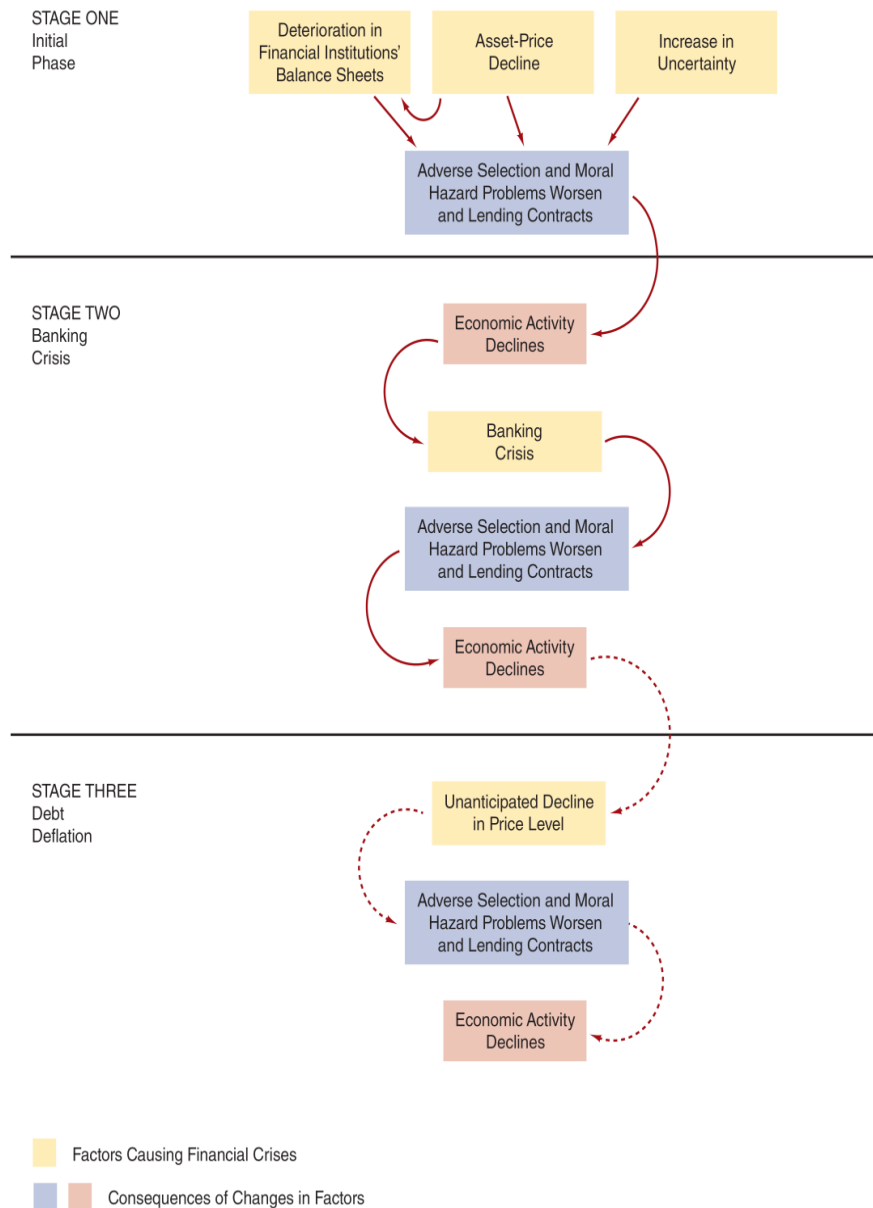 STAGE ONE
Initial
Phase
Deterioration in
Financial Institutions’
Balance Sheets
Asset-Price
Decline
Increase in
Uncertainty
Adverse Selection and Moral
Hazard Problems Worsen
and Lending Contracts
STAGE TWO
Banking
Crisis
Economic Activity
Declines
Banking
Crisis
Adverse Selection and Moral
Hazard Problems Worsen
and Lending Contracts
Economic Activity
Declines
STAGE THREE
Debt
Deflation
Unanticipated Decline
in Price Level
Adverse Selection and Moral
Hazard Problems Worsen
and Lending Contracts
Economic Activity
Declines
Factors Causing Financial Crises
Consequences of Changes in Factors